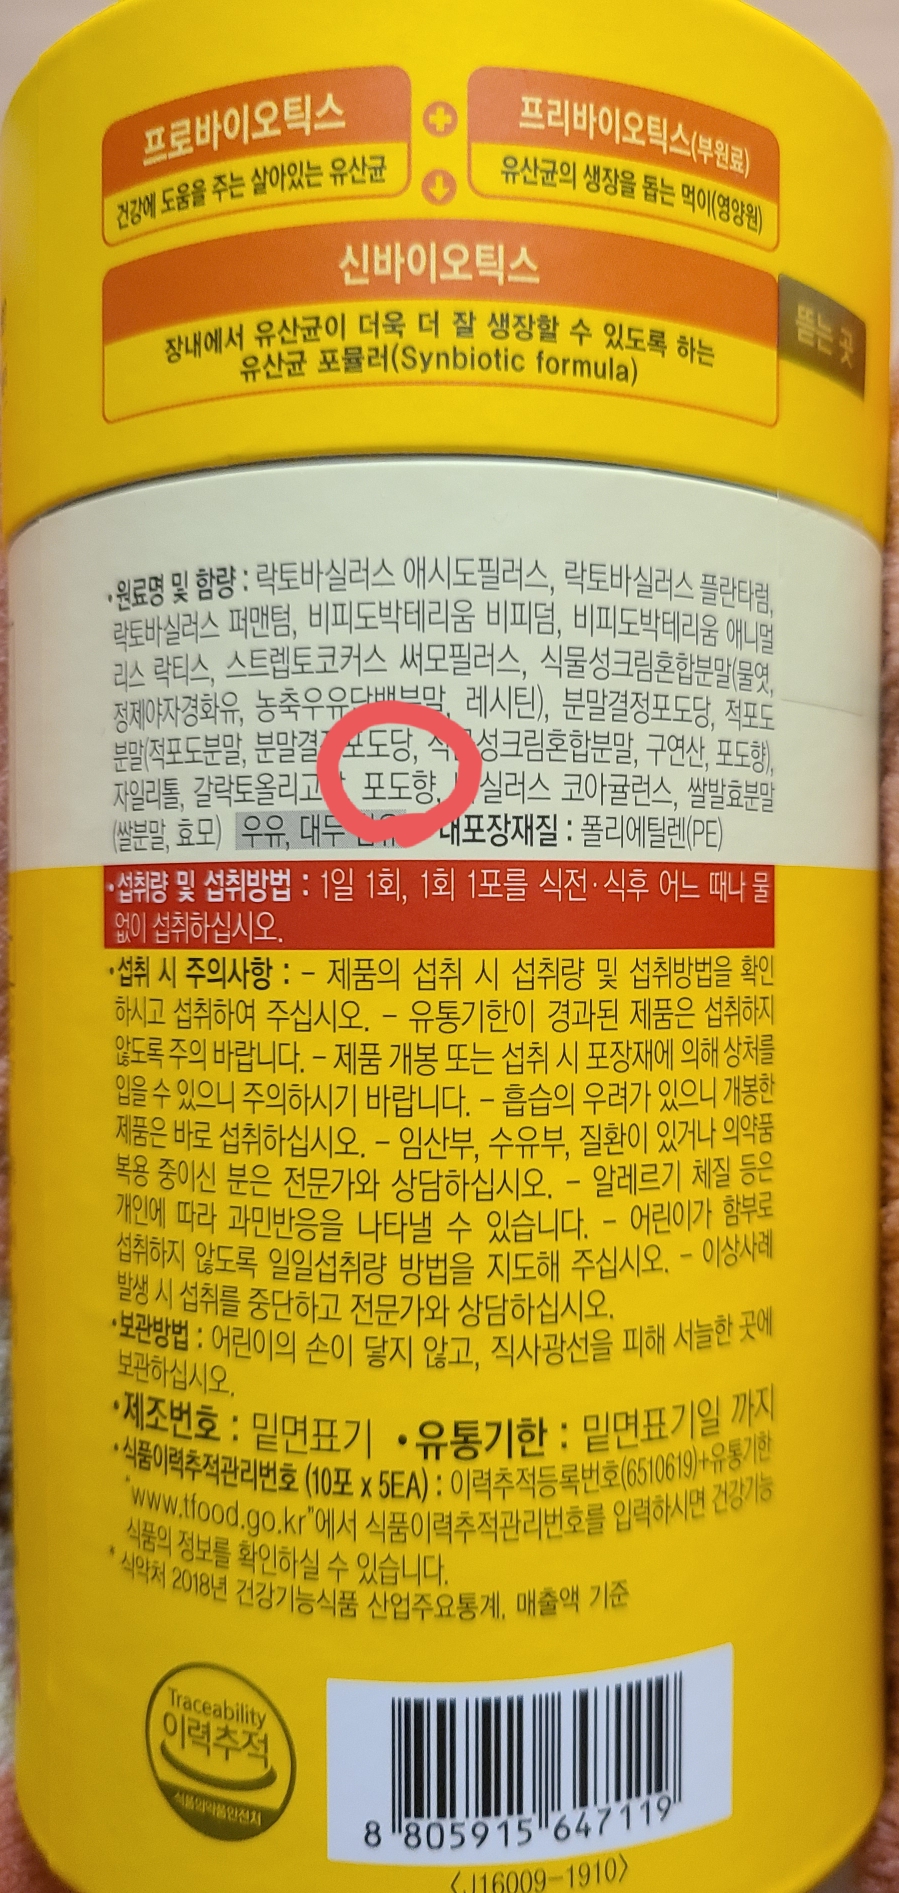 프로바이오틱스
건강에 도움을 주는 살아있는 유산균
프리바이오틱스(부원료)
유산균의 생장을 돕는 먹이(영양원)
신바이오틱스
장내에서 유산균이 더욱 더 잘 생장할 수 있도록 하는
유산균 포뮬러(Synbiotic formula)
뜯는 곳
•원료명 및 함량 : 락토바실러스 애시도필러스, 락토바실러스 플란타럼,
락토바실러스 퍼맨텀, 비피도박테리움 비피덤, 비피도박테리움 애니멀
리스 락티스, 스트렙토코커스 써모필러스, 식물성크림혼합분말(물엿,
정제야자경화유, 농축우유단백분말, 레시틴), 분말결정포도당, 적포도
분말(적포도분말, 분말결정포도당, 식물성크림혼합분말, 구연산, 포도향),
자일리톨, 갈락토올리고당, 포도향, 실러스 코아귤런스, 쌀발효분말
(쌀분말, 효모) 우유, 대두 내포장재질 : 폴리에틸렌(PE)
•섭취량 및 섭취방법 : 1일 1회, 1회 1포를 식전·식후 어느 때나 물
없이 섭취하십시오.
•섭취 시 주의사항 : - 제품의 섭취 시 섭취량 및 섭취방법을 확인
하시고 섭취하여 주십시오. - 유통기한이 경과된 제품은 섭취하지
않도록 주의 바랍니다. - 제품 개봉 또는 섭취 시 포장재에 의해 상처를
입을 수 있으니 주의하시기 바랍니다. - 흡습의 우려가 있으니 개봉한
제품은 바로 섭취하십시오. - 임산부, 수유부, 질환이 있거나 의약품
복용 중이신 분은 전문가와 상담하십시오. - 알레르기 체질 등은
개인에 따라 과민반응을 나타낼 수 있습니다. - 어린이가 함부로
섭취하지 않도록 일일섭취량 방법을 지도해 주십시오. - 이상사례
발생 시 섭취를 중단하고 전문가와 상담하십시오.
•보관방법 : 어린이의 손이 닿지 않고, 직사광선을 피해 서늘한 곳에
보관하십시오.
•제조번호 : 밑면표기 •유통기한 : 밑면표기일 까지
•식품이력추적관리번호 (10포 x 5EA) : 이력추적등록번호(6510619)+유통기한
"www.tfood.go.kr"에서 식품이력추적관리번호를 입력하시면 건강기능
식품의 정보를 확인하실 수 있습니다.
* 식약처 2018년 건강기능식품 산업주요통계, 매출액 기준
Traceability
이력추적
식품의약품안전처
8 805915 647119
〈J16009-1910〉